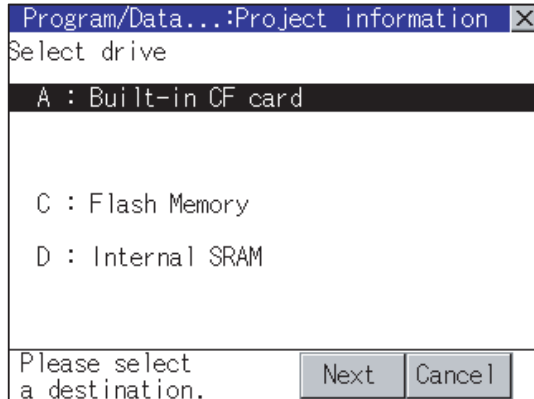 Program/Data...:Project information
Select drive
A : Built-in CF card
C : Flash Memory
D : Internal SRAM
Please select
a destination.
Next
Cancel